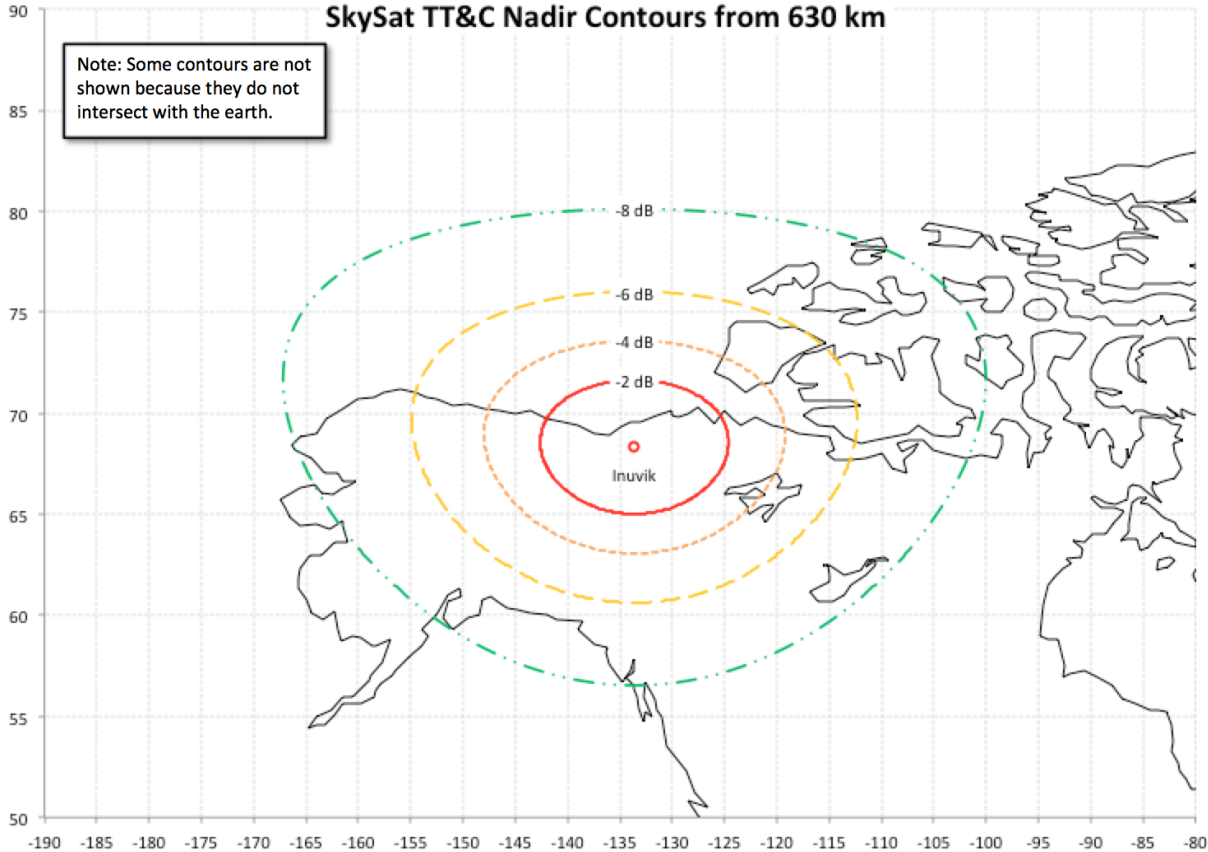 SkySat TT&C Nadir Contours from 630 km
Note: Some contours are not
shown because they do not
intersect with the earth.
90
85
80
75
70
65
60
55
50
-8 dB
-6 dB
-4 dB
-2 dB
Inuvik
-190 -185 -180 -175 -170 -165 -160 -155 -150 -145 -140 -135 -130 -125 -120 -115 -110 -105 -100 -95 -90 -85 -80